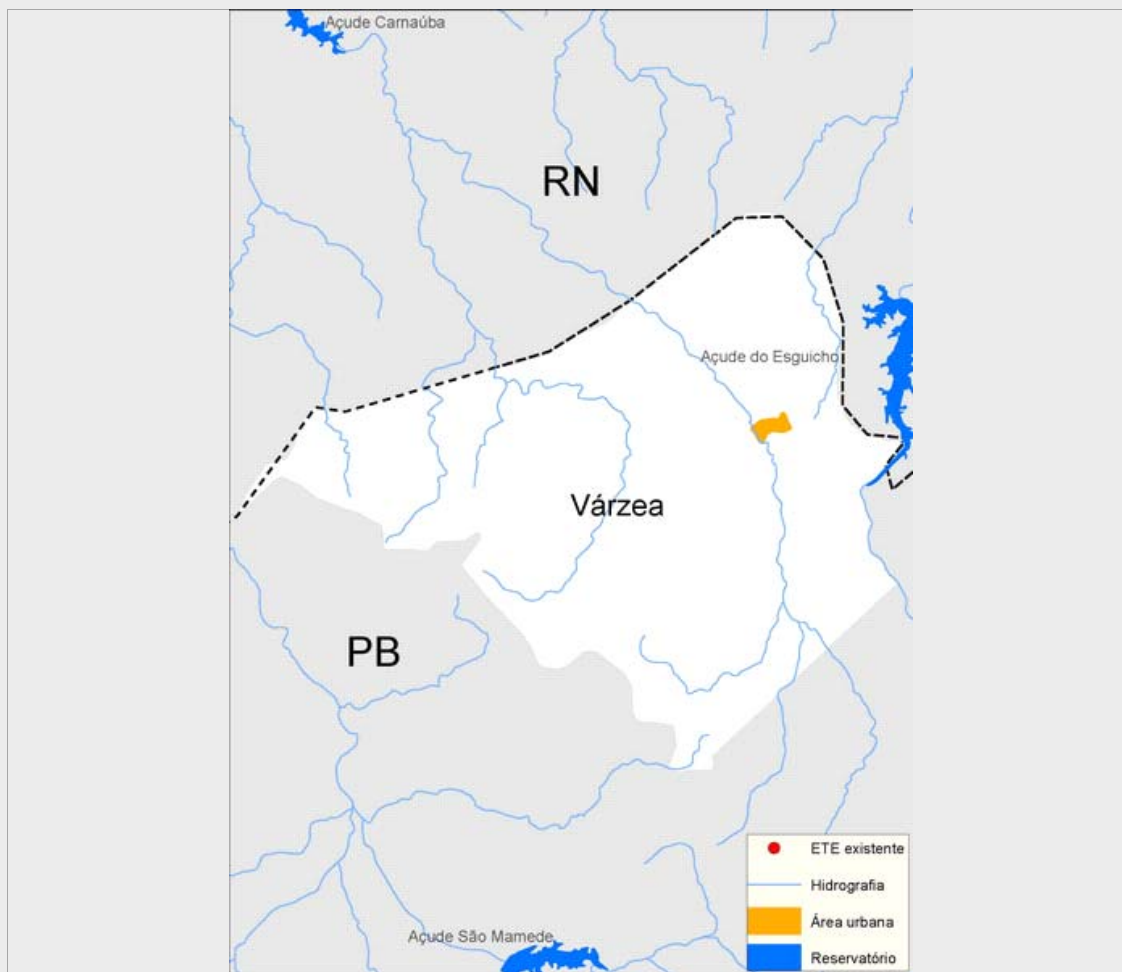 Açude Carnaúba
RN
Açude do Esguicho
Várzea
PB
Açude São Mamede
ETE existente
Hidrografia
Área urbana
Reservatório